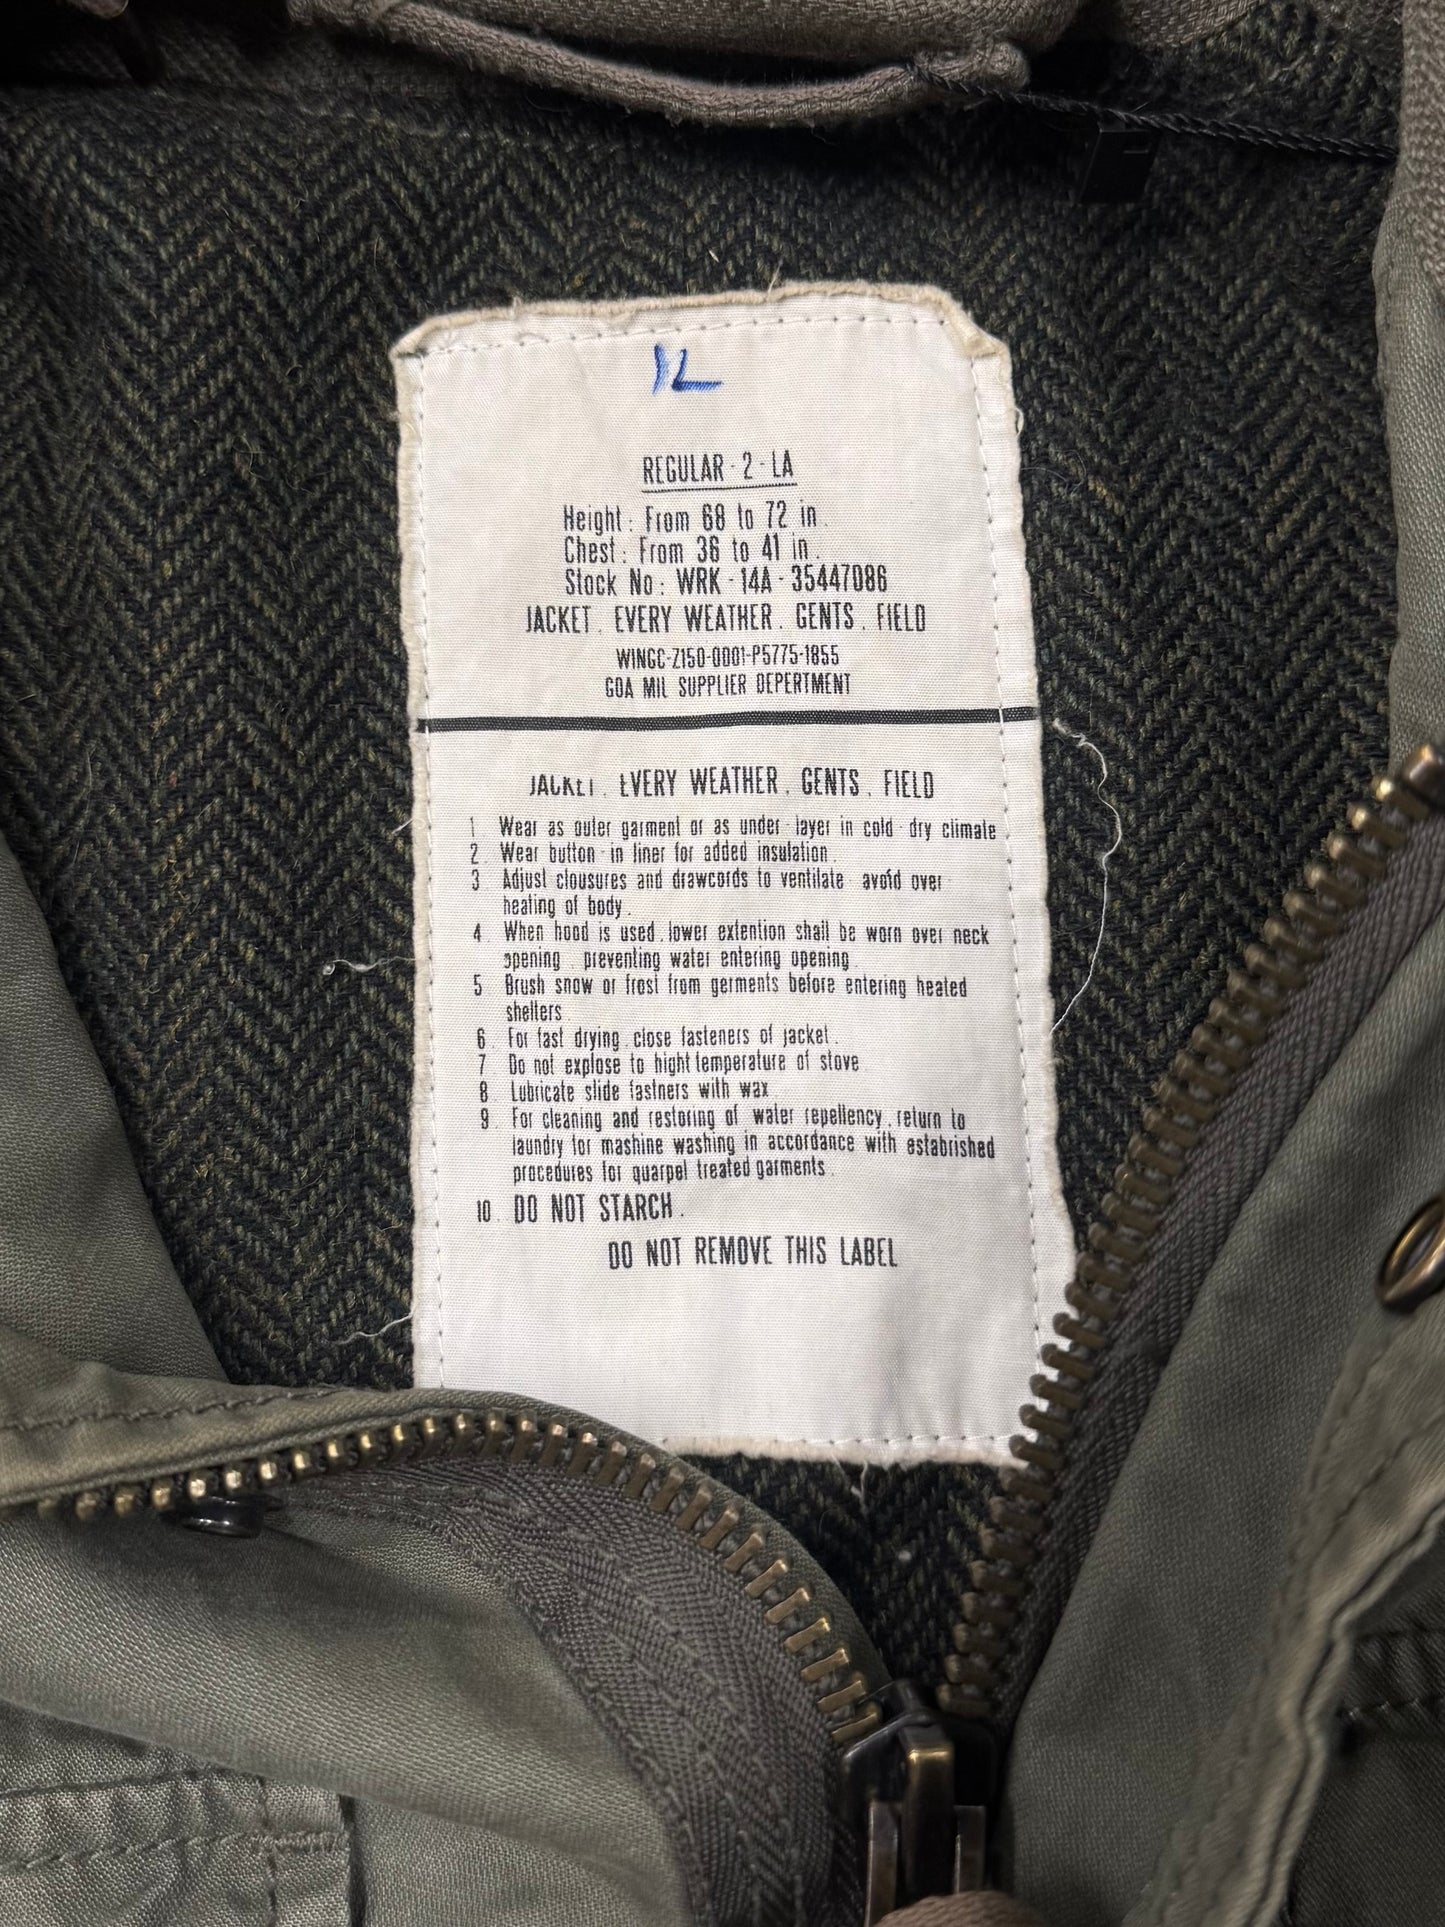 IL
REGULAR - 2 - LA
Height : From 68 to 72 in .
Chest : From 36 to 41 in .
Stock No : WRK - 14A - 35447086
JACKET . EVERY WEATHER . GENTS . FIELD
WINGC-Z150-0001-P5775-1855
GOA MIL SUPPLIER DEPERTMENT
JACKET . EVERY WEATHER . GENTS . FIELD
1 Wear as outer garment or as under - layer in cold - dry climate .
2 . Wear button - in liner for added insulation .
3 Adjust clousures and drawcords to ventilate avoid over
heating of body .
4 . When hood is used . lower extention shall be worn over neck
opening preventing water entering opening .
5 Brush snow or frost from germents before entering heated
shelters
6 . For fast drying . close fasteners of jacket .
7 Do not explose to hight temperature of stove
8 . Lubricate slide fastners with wax
9 . For cleaning and restoring of water repellency . return to
laundry for mashine washing in accordance with estabrished
procedures for quarpel treated garments .
10 . DO NOT STARCH .
DO NOT REMOVE THIS LABEL